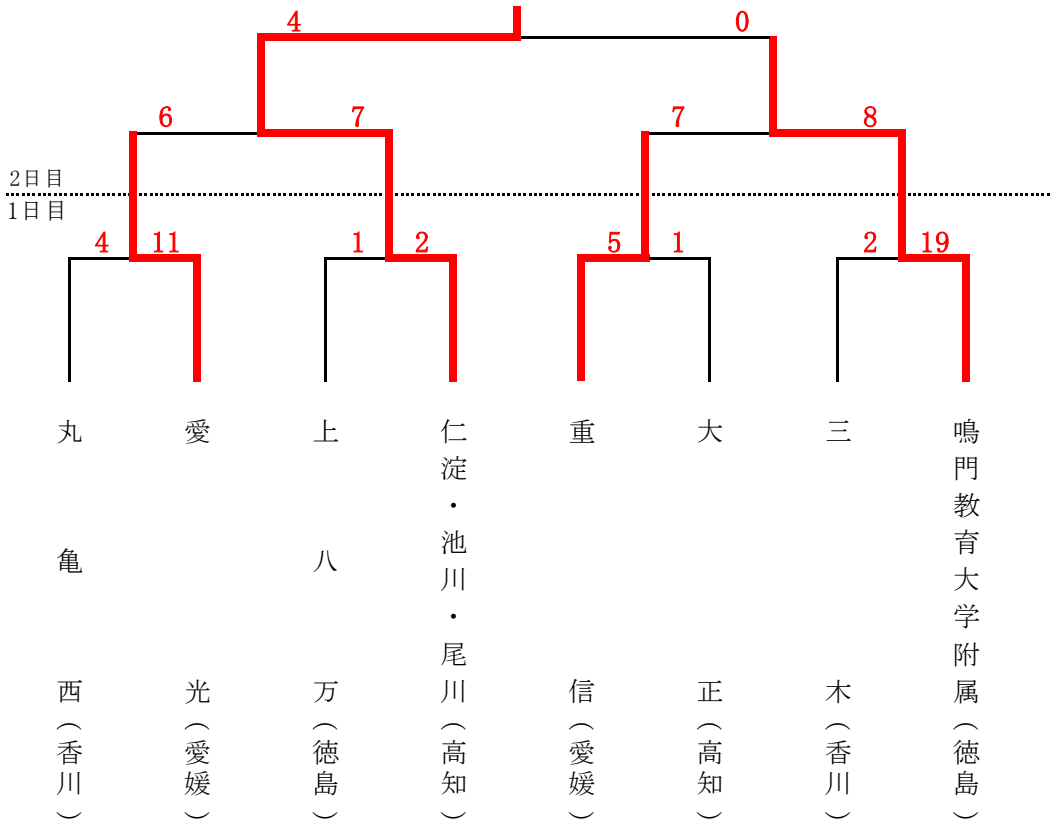 4
0
6
7
7
8
2日目
1日目
4
11
1
2
5
1
2
19
丸亀西（香川）
愛光（愛媛）
上八万（徳島）
仁淀・池川・尾川（高知）
重信（愛媛）
大正（高知）
三木（香川）
鳴門教育大学附属（徳島）